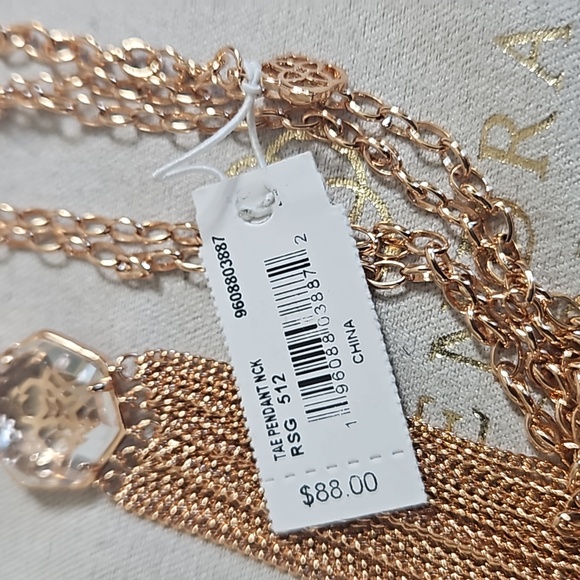 9608803887
TAE PENDANT NCK
RSG 512
1 96088 03887 2
CHINA
$88.00